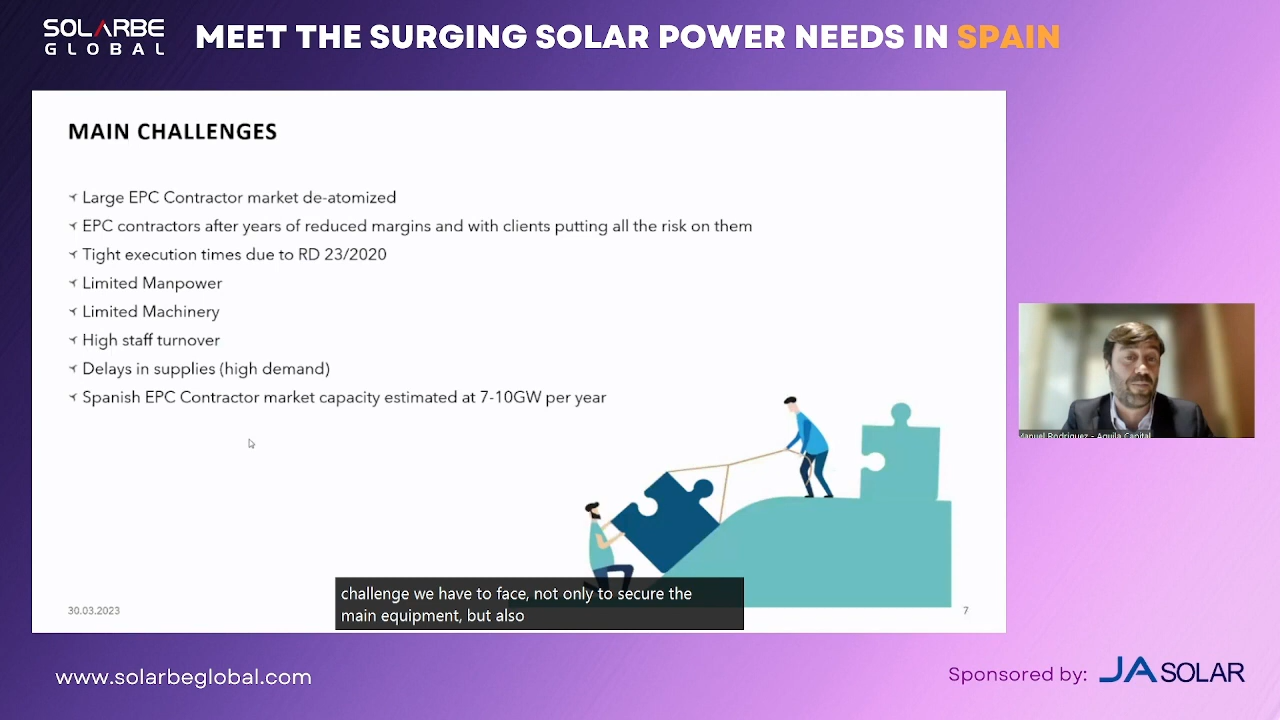 SOLARBE
GLOBAL
MEET THE SURGING SOLAR POWER NEEDS IN SPAIN
MAIN CHALLENGES
Large EPC Contractor market de-atomized
EPC contractors after years of reduced margins and with clients putting all the risk on them
Tight execution times due to RD 23/2020
Limited Manpower
Limited Machinery
High staff turnover
Delays in supplies (high demand)
Spanish EPC Contractor market capacity estimated at 7-10GW per year
Manuel Rodriguez - Aquila Capital
challenge we have to face, not only to secure the
main equipment, but also
30.03.2023
7
www.solarbeglobal.com
Sponsored by: JA SOLAR